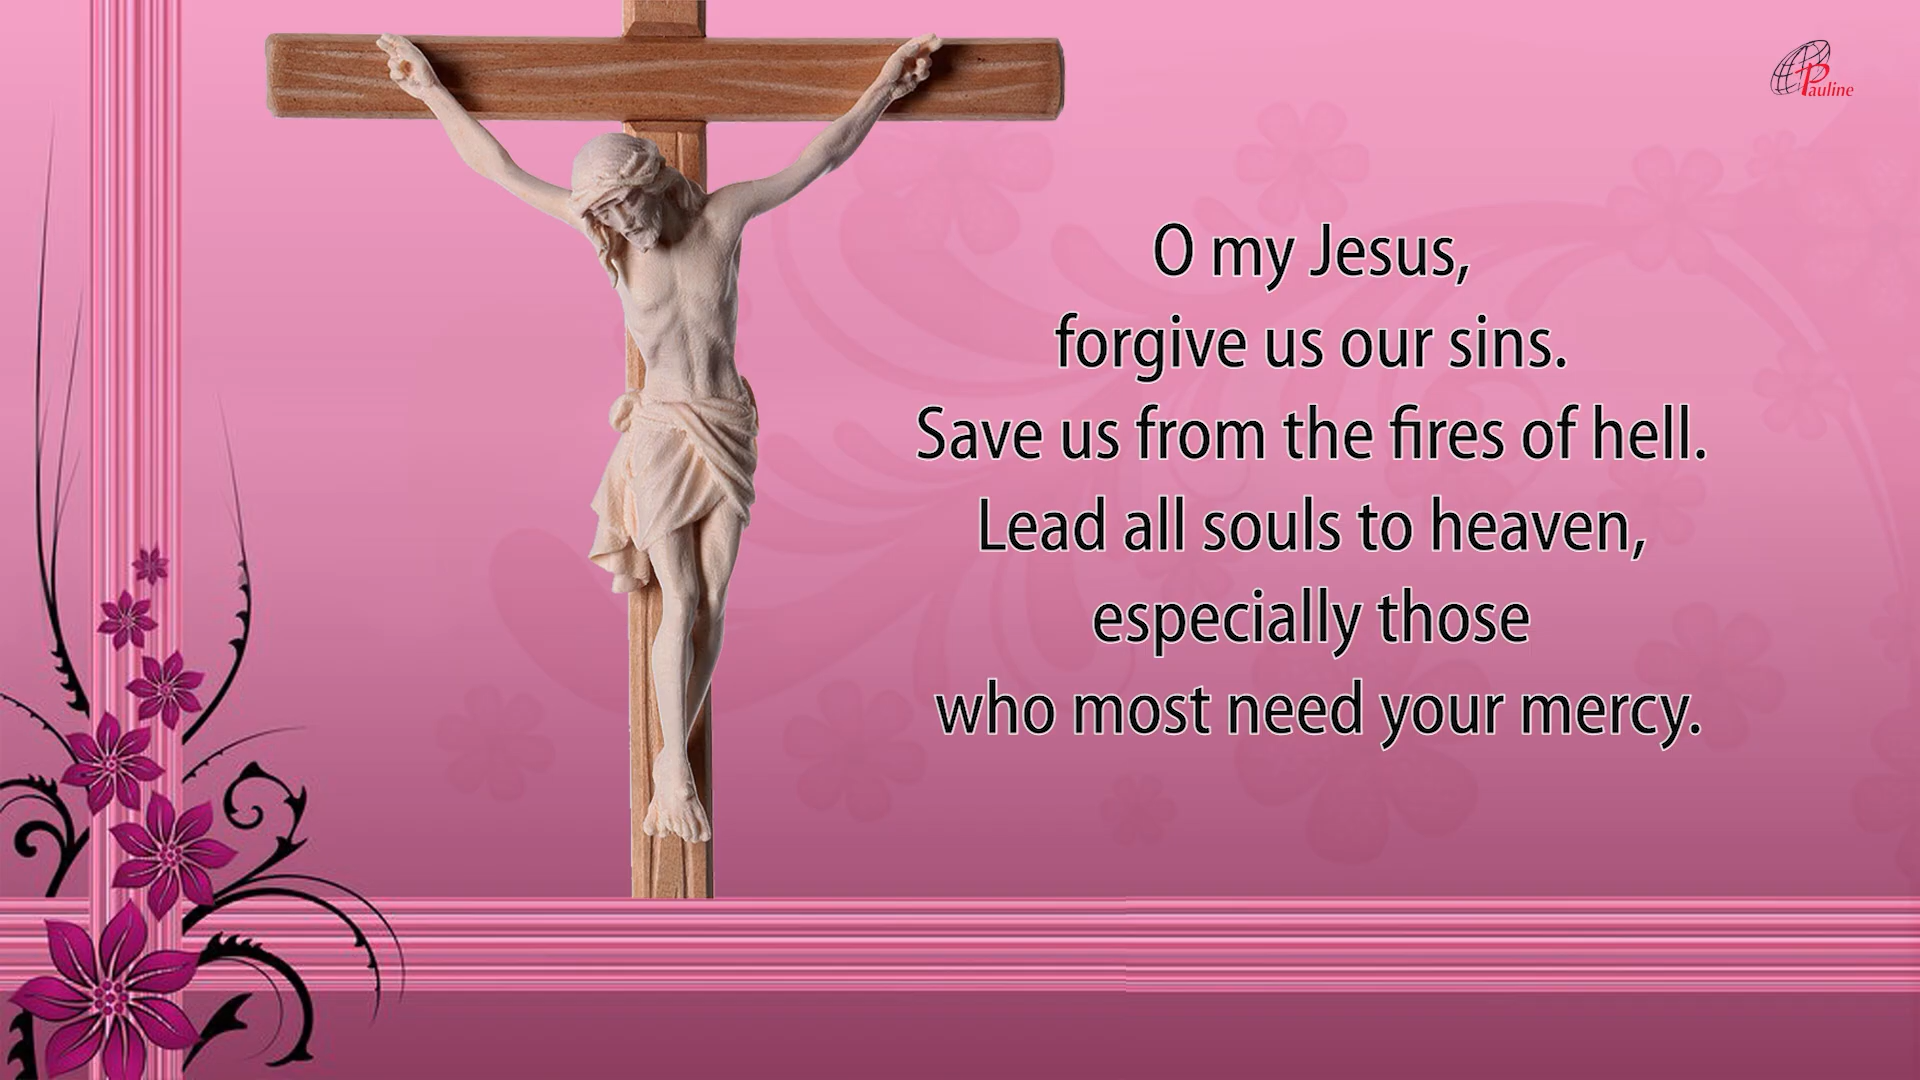 Pauline
O my Jesus,
forgive us our sins.
Save us from the fires of hell.
Lead all souls to heaven,
especially those
who most need your mercy.